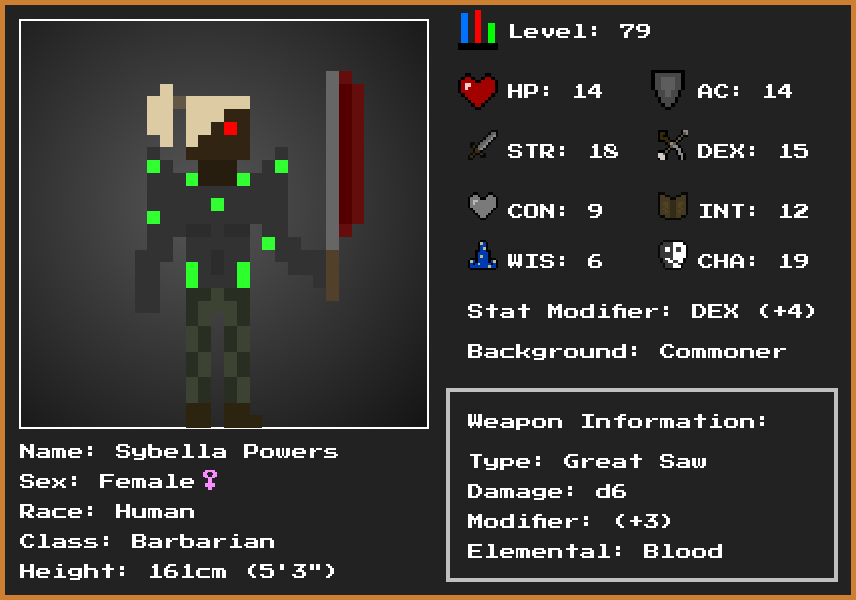 Level: 79
HP: 14
AC: 14
STR: 18
DEX: 15
CON: 9
INT: 12
WIS: 6
CHA: 19
Stat Modifier: DEX (+4)
Background: Commoner
Weapon Information:
Type: Great Saw
Damage: d6
Modifier: (+3)
Elemental: Blood
Name: Sybella Powers
Sex: Female♀
Race: Human
Class: Barbarian
Height: 161cm (5'3")